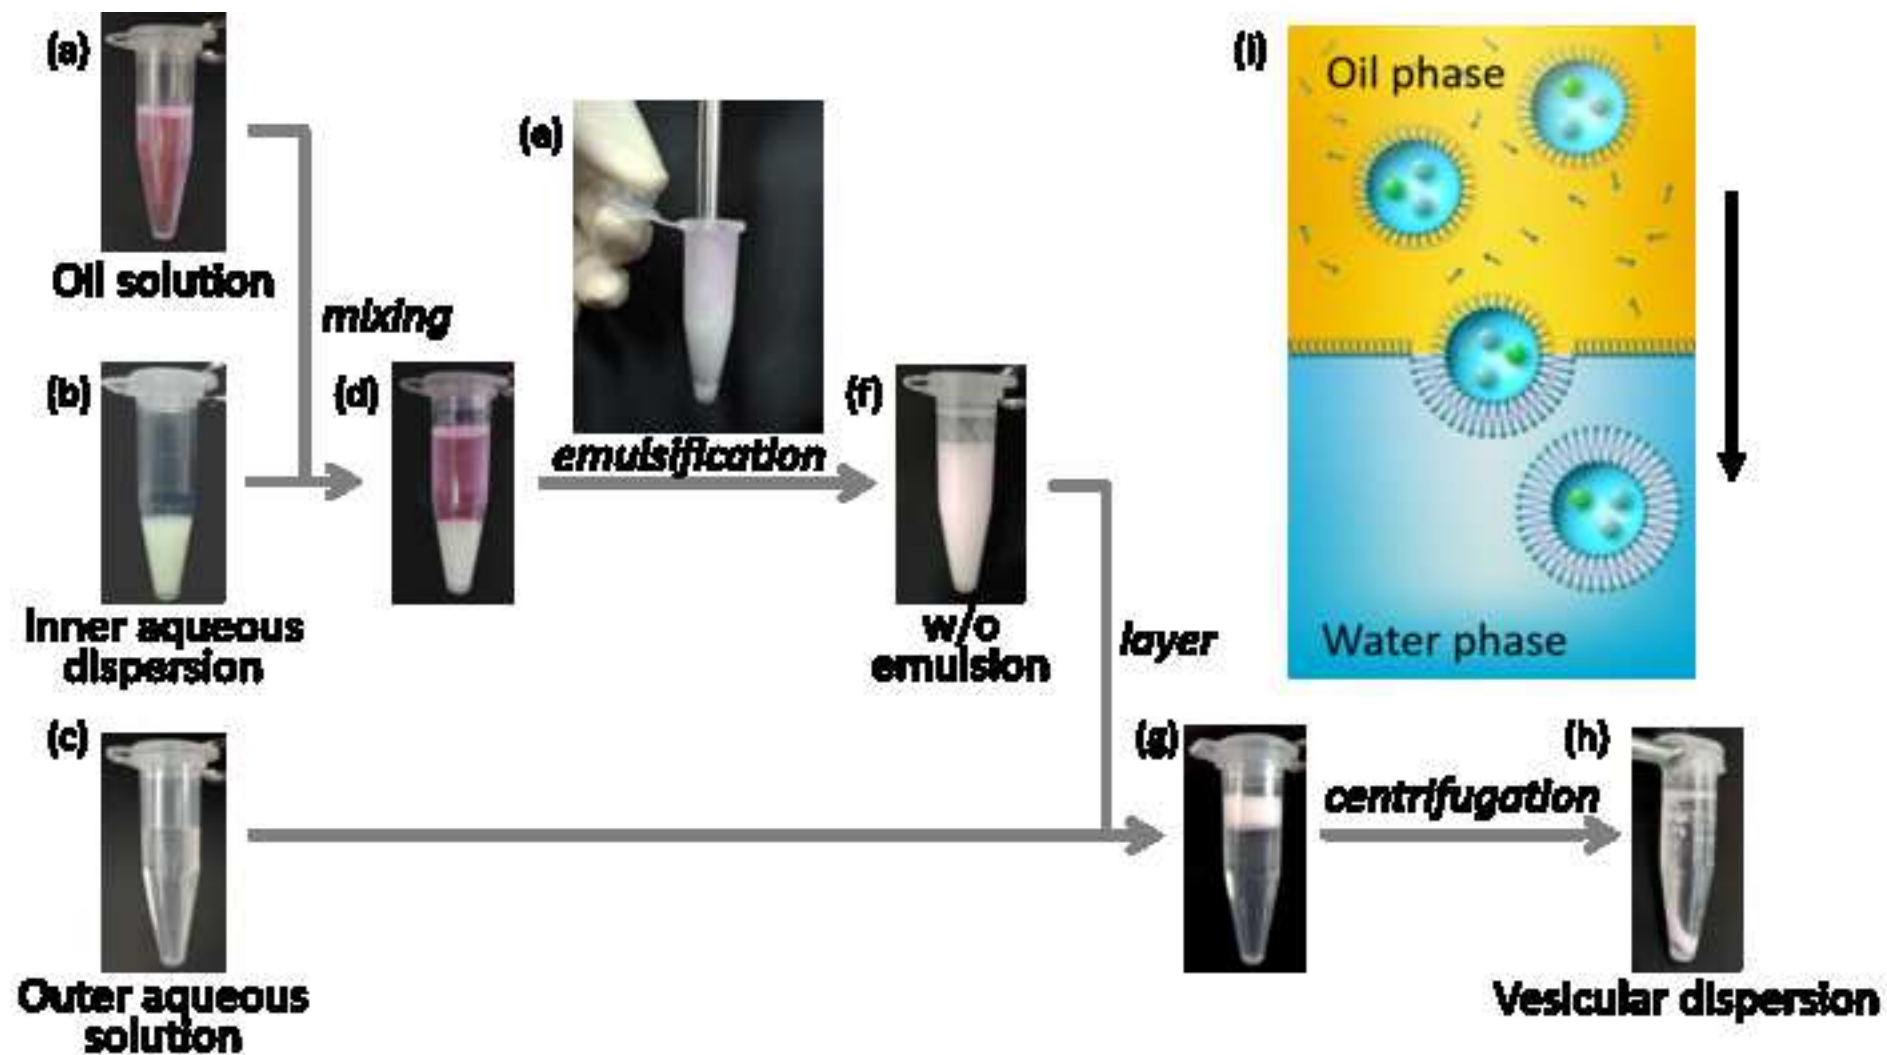 (a)
Oil solution
mixing
(b)
Inner aqueous
dispersion
(c)
Outer aqueous
solution
(d)
(e)
emulsification
(f)
w/o
emulsion
layer
(g)
centrifugation
(h)
Vesicular dispersion
(i)
Oil phase
Water phase